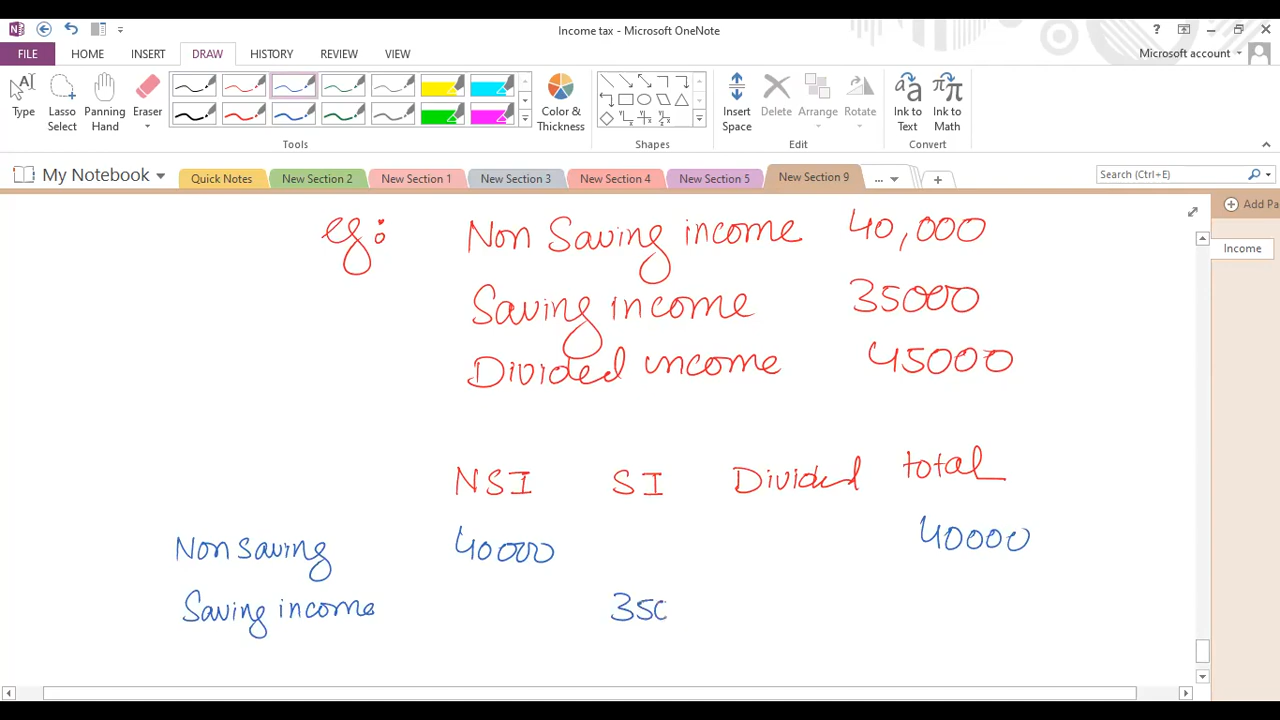 Income tax - Microsoft OneNote
?
FILE HOME INSERT DRAW HISTORY REVIEW VIEW
Microsoft account
Type
Lasso Select
Panning Hand
Eraser
Color & Thickness
Insert Space
Delete
Arrange
Rotate
Ink to Text
Ink to Math
Tools Shapes Edit Convert
My Notebook Quick Notes New Section 2 New Section 1 New Section 3 New Section 4 New Section 5 New Section 9 ... Search (Ctrl+E)
Add Pa
Income
eg: Non Saving income 40,000
Saving income 35000
Divided income 45000
NSI SI Divided total
Non Saving 40000 40000
Saving income 350